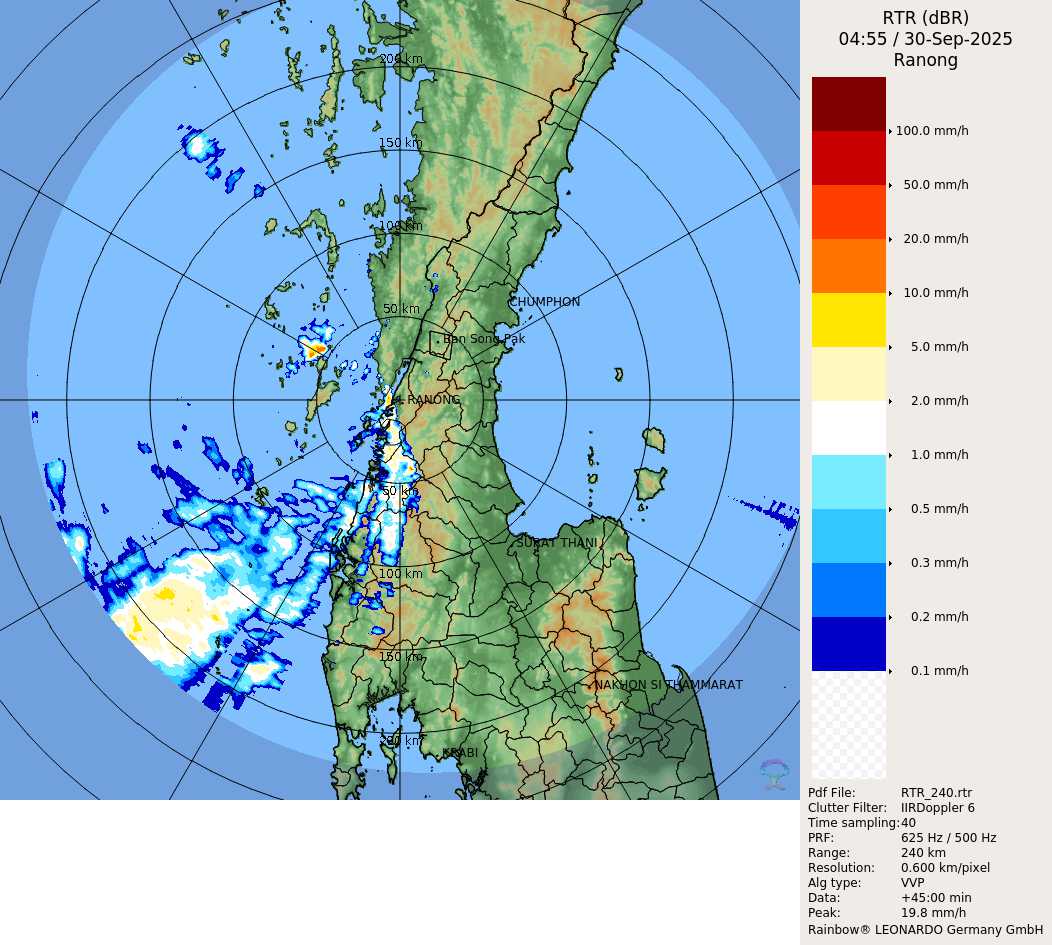 RTR (dBR)
04:55 / 30-Sep-2025
Ranong
100.0 mm/h
50.0 mm/h
20.0 mm/h
10.0 mm/h
5.0 mm/h
2.0 mm/h
1.0 mm/h
0.5 mm/h
0.3 mm/h
0.2 mm/h
0.1 mm/h
Pdf File: RTR_240.rtr
Clutter Filter: IIRDoppler 6
Time sampling: 40
PRF: 625 Hz / 500 Hz
Range: 240 km
Resolution: 0.600 km/pixel
Alg type: VVP
Data: +45:00 min
Peak: 19.8 mm/h
Rainbow® LEONARDO Germany GmbH
200 km
150 km
100 km
CHUMPHON
50 km
Ban Song Pak
RANONG
50 km
SURAT THANI
100 km
150 km
NAKHON SI THAMMARAT
200 km
KRABI